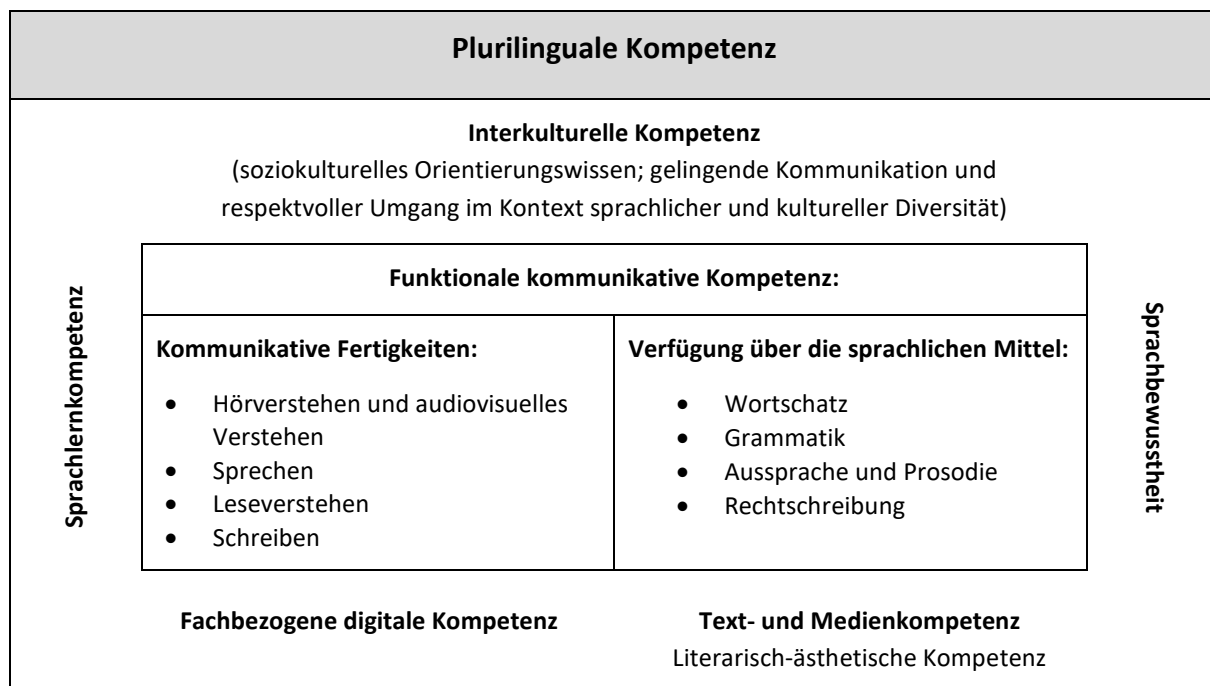 Plurilinguale Kompetenz
Interkulturelle Kompetenz
(soziokulturelles Orientierungswissen; gelingende Kommunikation und
respektvoller Umgang im Kontext sprachlicher und kultureller Diversität)
Sprachlernkompetenz
Funktionale kommunikative Kompetenz:
Kommunikative Fertigkeiten:
• Hörverstehen und audiovisuelles
Verstehen
• Sprechen
• Leseverstehen
• Schreiben
Verfügung über die sprachlichen Mittel:
• Wortschatz
• Grammatik
• Aussprache und Prosodie
• Rechtschreibung
Sprachbewusstheit
Fachbezogene digitale Kompetenz
Text- und Medienkompetenz
Literarisch-ästhetische Kompetenz